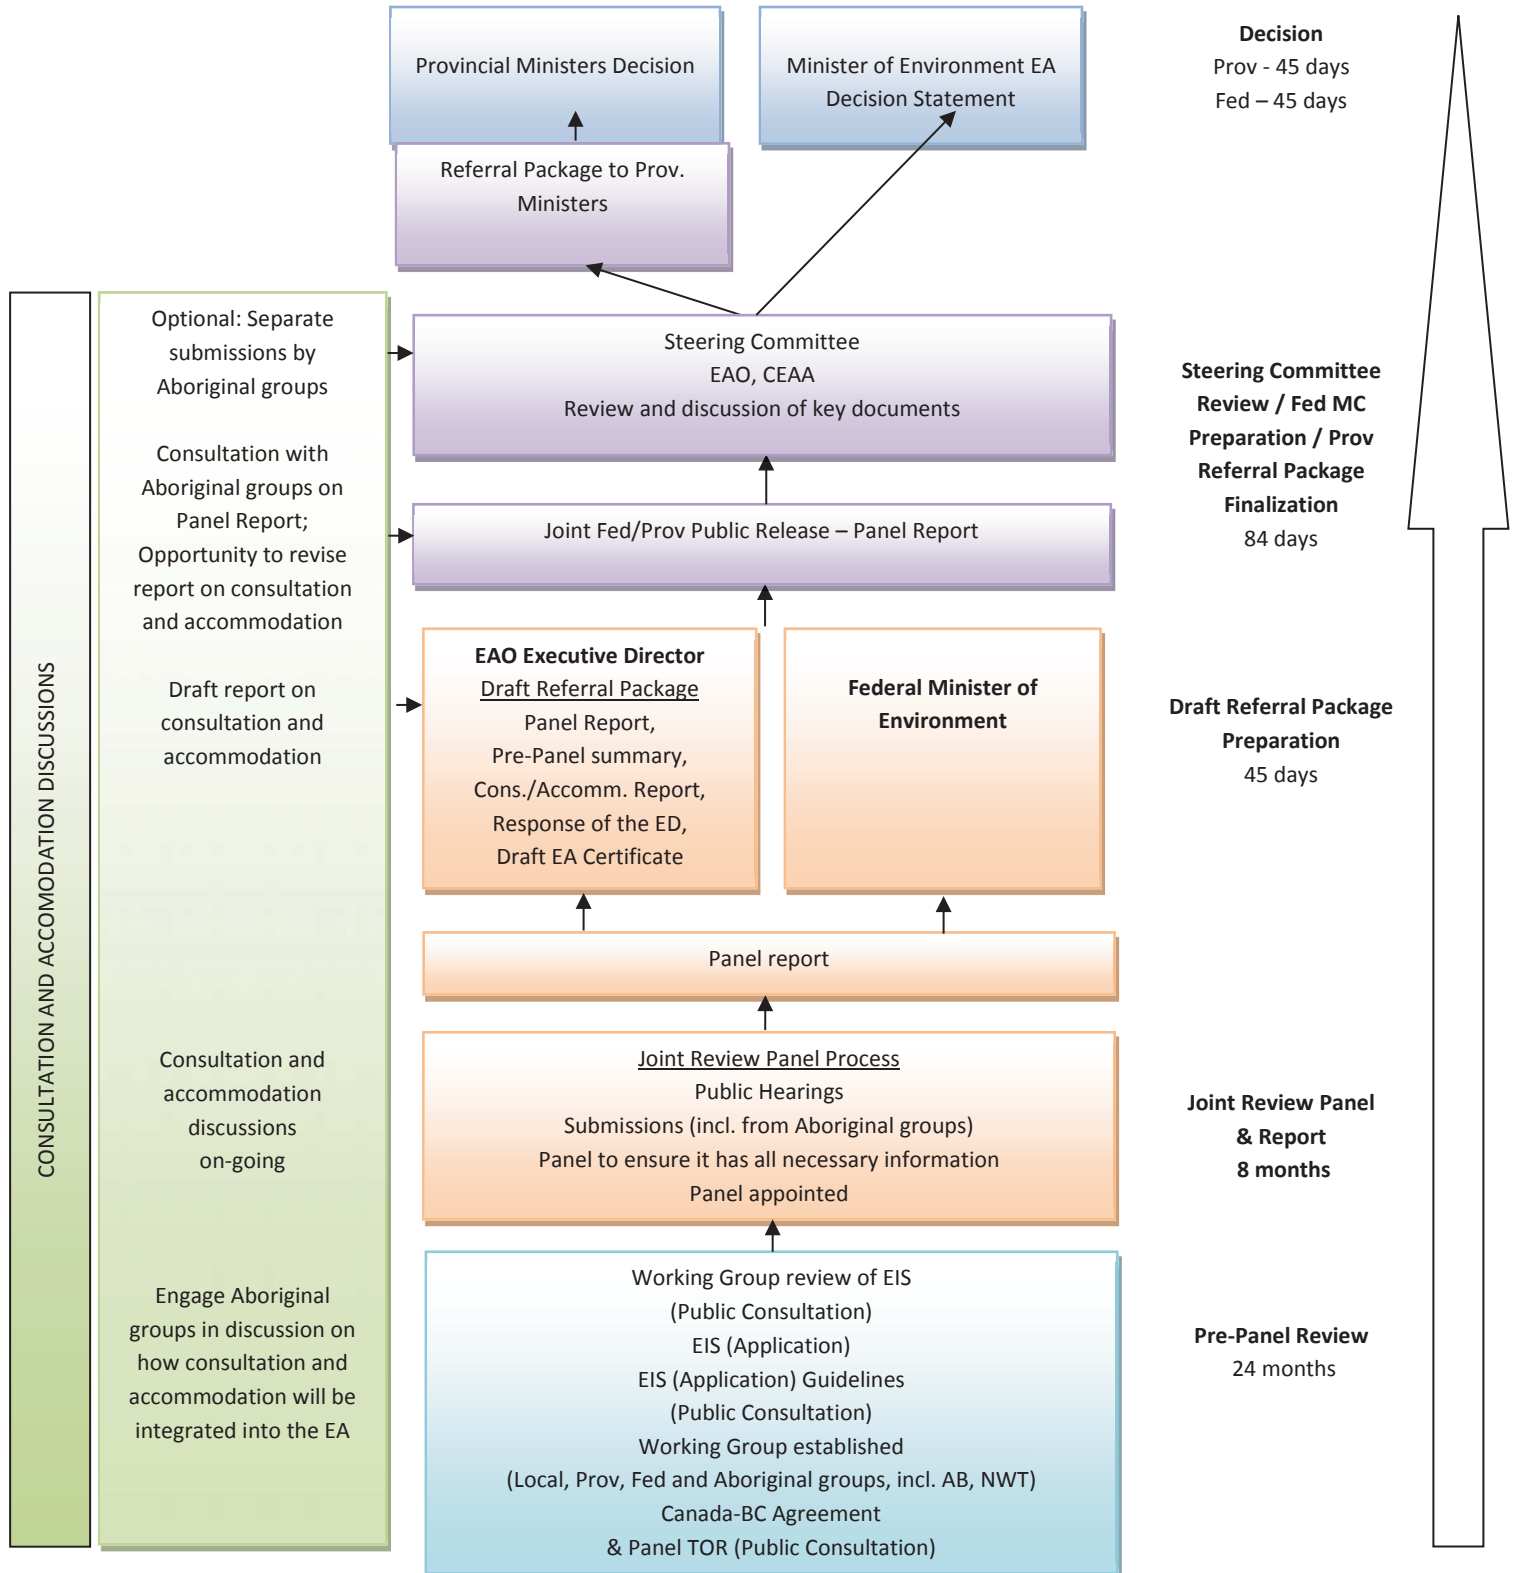 Provincial Ministers Decision
Minister of Environment EA
Decision Statement
Decision
Prov - 45 days
Fed – 45 days
Referral Package to Prov.
Ministers
CONSULTATION AND ACCOMODATION DISCUSSIONS
Optional: Separate
submissions by
Aboriginal groups
Consultation with
Aboriginal groups on
Panel Report;
Opportunity to revise
report on consultation
and accommodation
Draft report on
consultation and
accommodation
Consultation and
accommodation
discussions
on-going
Engage Aboriginal
groups in discussion on
how consultation and
accommodation will be
integrated into the EA
Steering Committee
EAO, CEAA
Review and discussion of key documents
Joint Fed/Prov Public Release – Panel Report
EAO Executive Director
Draft Referral Package
Panel Report,
Pre-Panel summary,
Cons./Accomm. Report,
Response of the ED,
Draft EA Certificate
Federal Minister of
Environment
Panel report
Joint Review Panel Process
Public Hearings
Submissions (incl. from Aboriginal groups)
Panel to ensure it has all necessary information
Panel appointed
Working Group review of EIS
(Public Consultation)
EIS (Application)
EIS (Application) Guidelines
(Public Consultation)
Working Group established
(Local, Prov, Fed and Aboriginal groups, incl. AB, NWT)
Canada-BC Agreement
& Panel TOR (Public Consultation)
Steering Committee
Review / Fed MC
Preparation / Prov
Referral Package
Finalization
84 days
Draft Referral Package
Preparation
45 days
Joint Review Panel
& Report
8 months
Pre-Panel Review
24 months